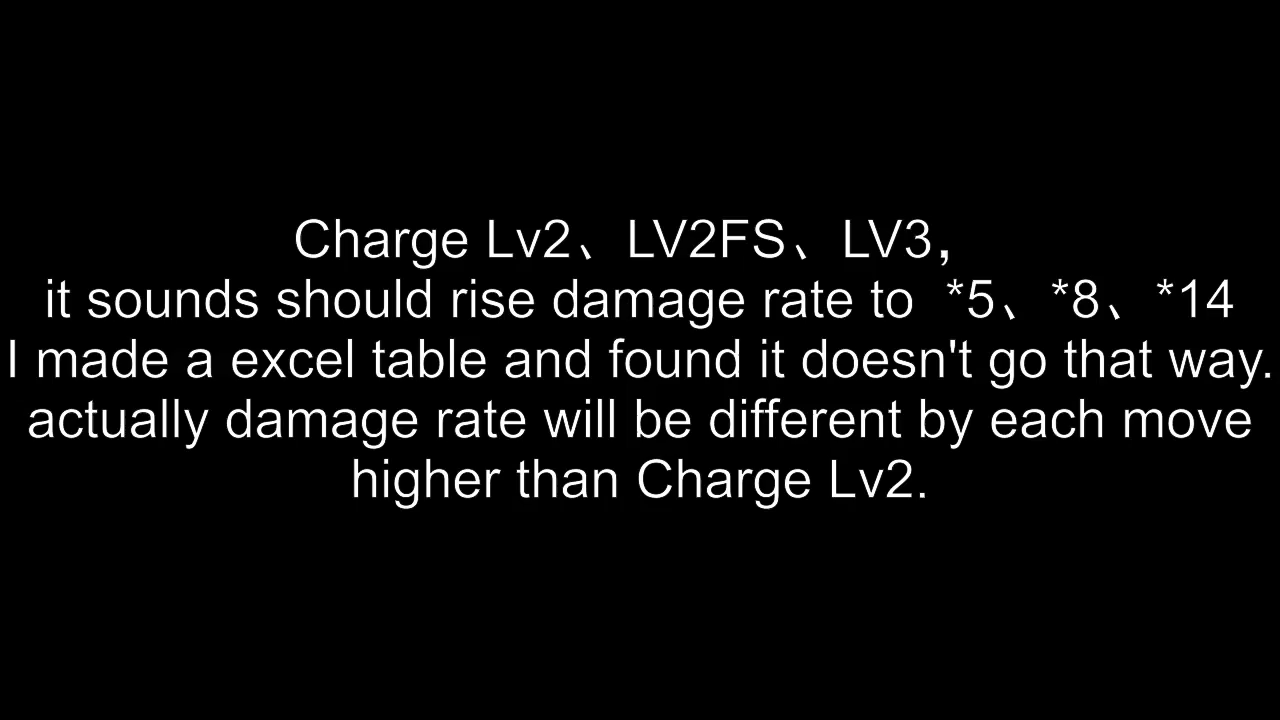 Charge Lv2、LV2FS、LV3，
it sounds should rise damage rate to  *5、*8、*14
I made a excel table and found it doesn't go that way.
actually damage rate will be different by each move
higher than Charge Lv2.